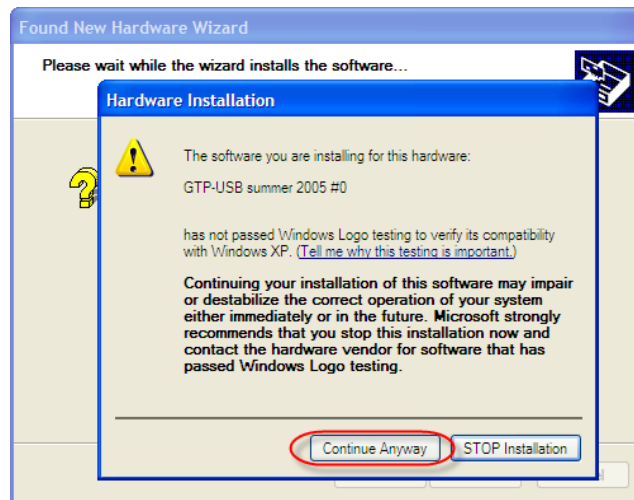 Found New Hardware Wizard
Please wait while the wizard installs the software...
Hardware Installation
The software you are installing for this hardware:
GTP-USB summer 2005 #0
has not passed Windows Logo testing to verify its compatibility
with Windows XP. (Tell me why this testing is important.)
Continuing your installation of this software may impair
or destabilize the correct operation of your system
either immediately or in the future. Microsoft strongly
recommends that you stop this installation now and
contact the hardware vendor for software that has
passed Windows Logo testing.
Continue Anyway
STOP Installation